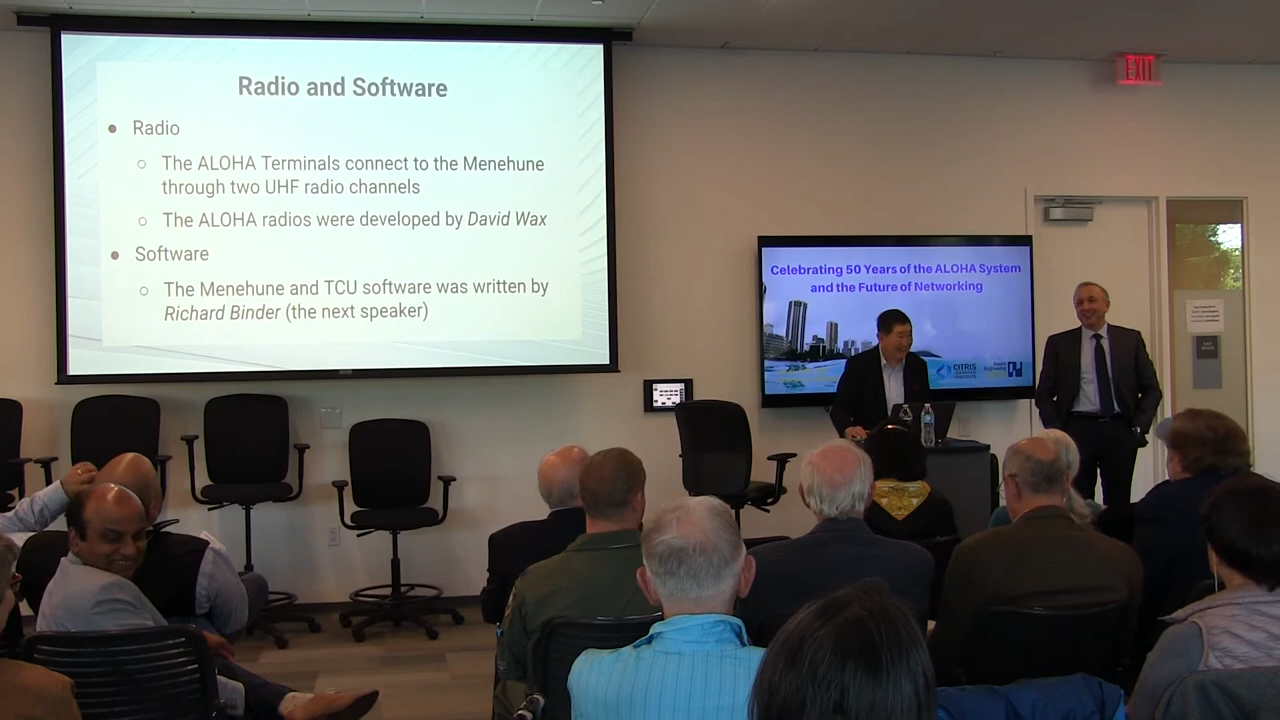 Radio and Software
● Radio
○ The ALOHA Terminals connect to the Menehune
through two UHF radio channels
○ The ALOHA radios were developed by David Wax
● Software
○ The Menehune and TCU software was written by
Richard Binder (the next speaker)
EXIT
Celebrating 50 Years of the ALOHA System
and the Future of Networking
CITRIS